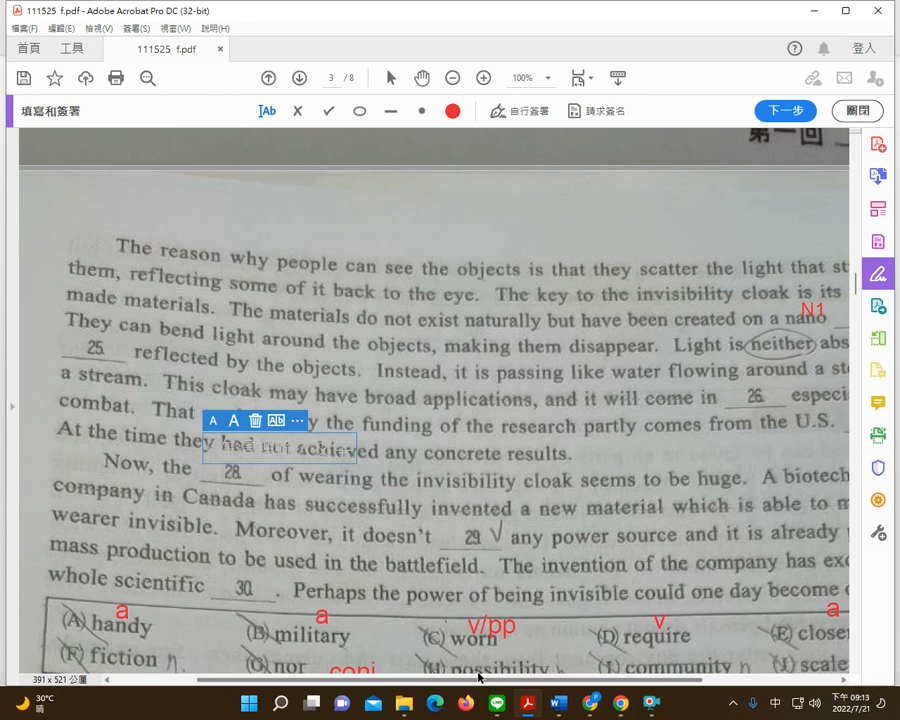 111525 f.pdf - Adobe Acrobat Pro DC (32-bit)
檔案(F) 編輯(E) 檢視(V) 簽署(S) 視窗(W) 說明(H)
首頁 工具 111525 f.pdf × 登入
3 / 8 100%
填寫和簽署 Ab 自行簽署 請求簽名 下一步 關閉
第一回
The reason why people can see the objects is that they scatter the light that
them, reflecting some of it back to the eye. The key to the invisibility cloak is its
N1
made materials. The materials do not exist naturally but have been created on a nano
They can bend light around the objects, making them disappear. Light is neither
25. reflected by the objects. Instead, it is passing like water flowing around a
a stream. This cloak may have broad applications, and it will come in 26.
combat. That the funding of the research partly comes from the U.S.
A A Ab ...
At the time they had not achieved any concrete results.
Now, the 28. of wearing the invisibility cloak seems to be huge. A biotech
company in Canada has successfully invented a new material which is able to
wearer invisible. Moreover, it doesn't 29. √ any power source and it is already
mass production to be used in the battlefield. The invention of the company has
whole scientific 30. Perhaps the power of being invisible could one day become
a a v/pp v a
(A) handy (B) military (C) worn (D) require (E) closer
(F) fiction n (G) nor conj (H) possibility (I) community n (J) scale
391 x 521 公厘
30°C
晴
中
下午 09:13
2022/7/21